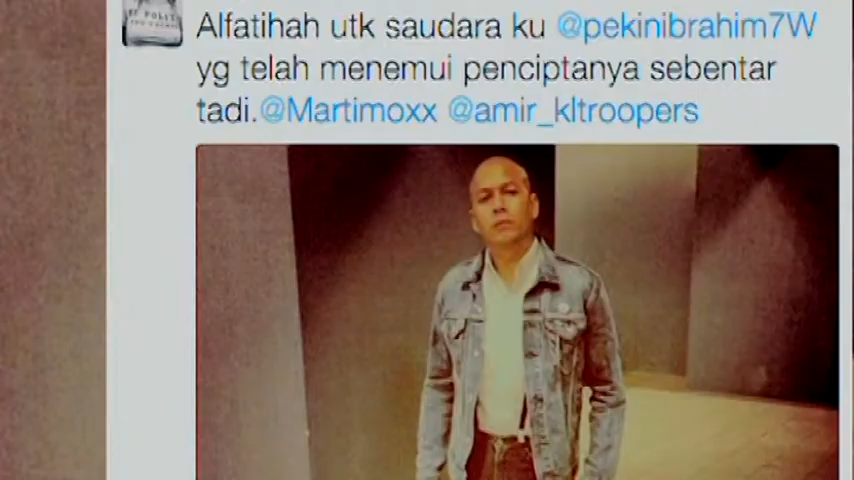 Alfatihah utk saudara ku @pekinibrahim7W
yg telah menemui penciptanya sebentar
tadi.@Martimoxx @amir_kltroopers